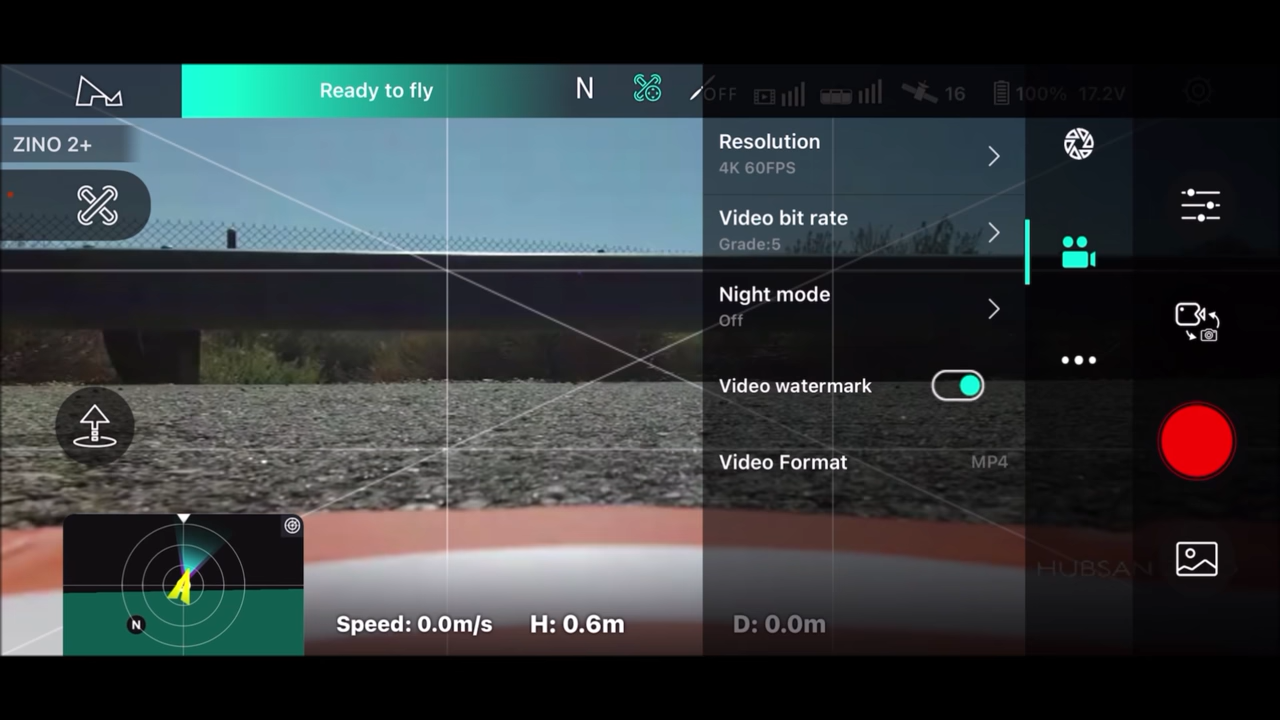 Ready to fly
N
OFF
16
100% 17.2V
ZINO 2+
Resolution
4K 60FPS
Video bit rate
Grade:5
Night mode
Off
Video watermark
Video Format
MP4
HUBSAN
N
Speed: 0.0m/s
H: 0.6m
D: 0.0m